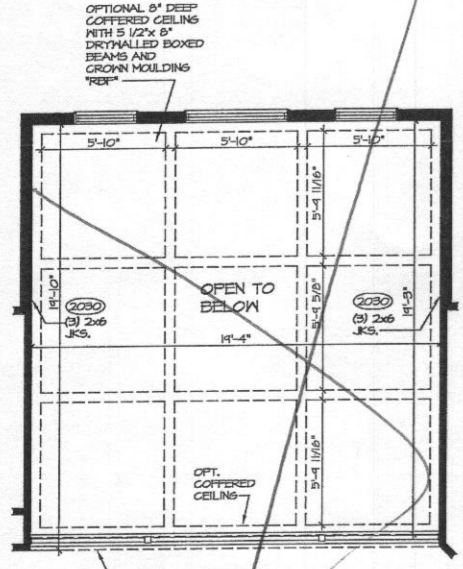 OPTIONAL 8" DEEP
COFFERED CEILING
WITH 5 1/2"x 8"
DRYWALLED BOXED
BEAMS AND
CROWN MOULDING
"RBF"
5'-10"
5'-10"
5'-10"
5'-4 11/16"
19'-10"
2030
(3) 2x6
JKS.
OPEN TO
BELOW
5'-4 5/8"
2030
(3) 2x6
JKS.
19'-3"
19'-4"
5'-4 11/16"
OPT.
COFFERED
CEILING